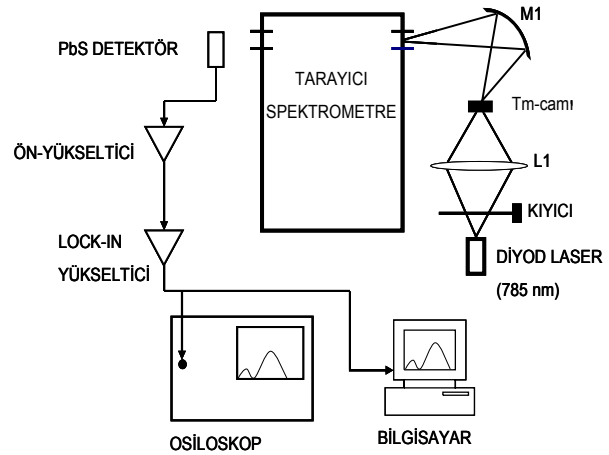 M1
PbS DETEKTÖR
TARAYICI
SPEKTROMETRE
Tm-camı
ÖN-YÜKSELTİCİ
L1
KIYICI
LOCK-IN
YÜKSELTİCİ
DİYOD LASER
(785 nm)
OSİLOSKOP
BİLGİSAYAR